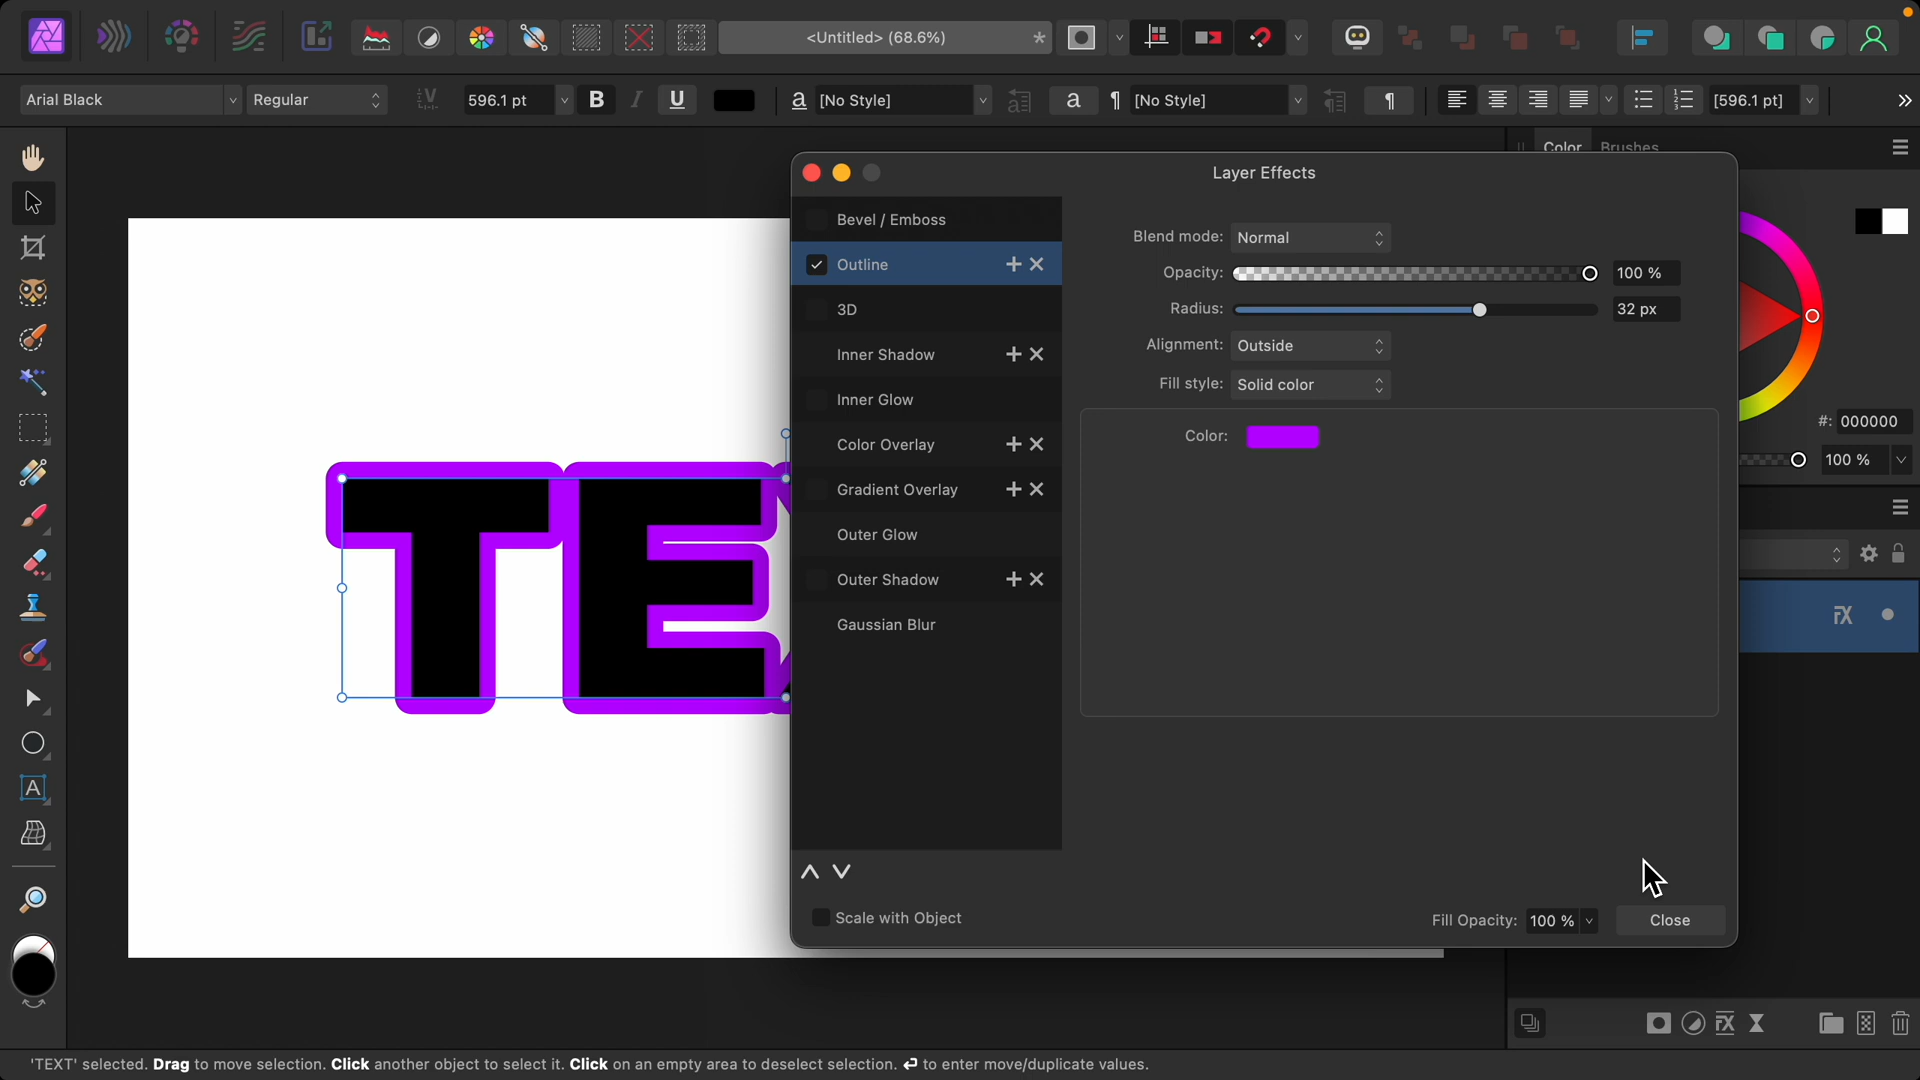 <Untitled> (68.6%) *
Arial Black Regular 596.1 pt B I U a [No Style] a ¶ [No Style] ¶ [596.1 pt]
Color Brushes
Layer Effects
Bevel / Emboss
Outline
3D
Inner Shadow
Inner Glow
Color Overlay
Gradient Overlay
Outer Glow
Outer Shadow
Gaussian Blur
Blend mode: Normal
Opacity: 100 %
Radius: 32 px
Alignment: Outside
Fill style: Solid color
Color:
#: 000000
100 %
TE
Scale with Object
Fill Opacity: 100 % Close
'TEXT' selected. Drag to move selection. Click another object to select it. Click on an empty area to deselect selection. ↵ to enter move/duplicate values.